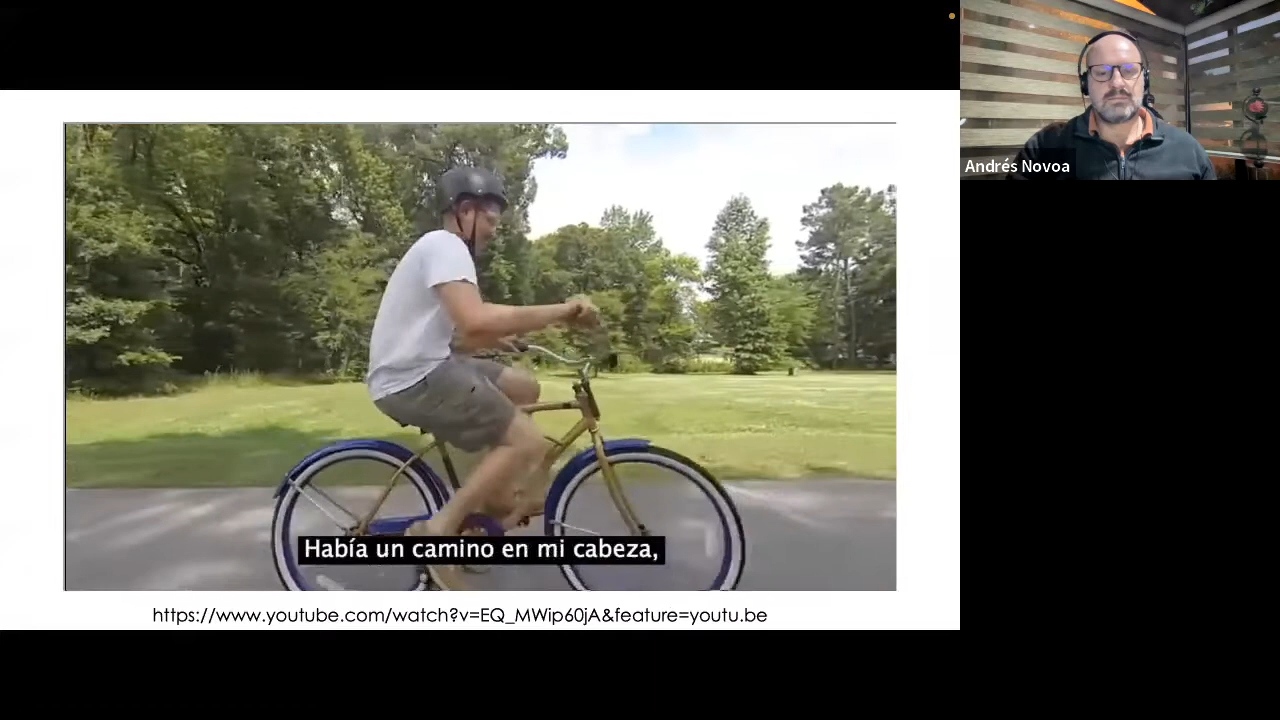 Andrés Novoa
Había un camino en mi cabeza,
https://www.youtube.com/watch?v=EQ_MWip60jA&feature=youtu.be